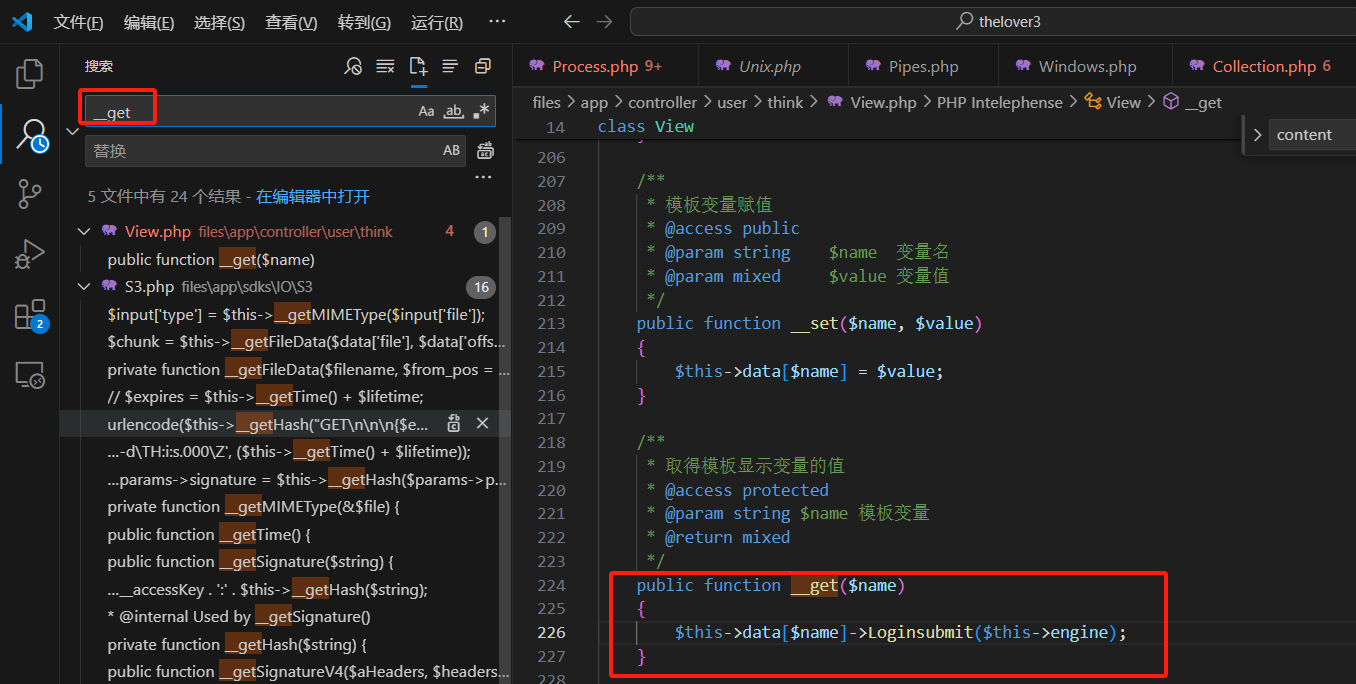 文件(F) 编辑(E) 选择(S) 查看(V) 转到(G) 运行(R) ··· thelover3
搜索
__get Aa ab .*
替换 AB
···
5 文件中有 24 个结果 - 在编辑器中打开
View.php files\app\controller\user\think 4 1
public function __get($name)
S3.php files\app\sdks\IO\S3 16
$input['type'] = $this->__getMIMEType($input['file']);
$chunk = $this->__getFileData($data['file'], $data['offs...
private function __getFileData($filename, $from_pos = ...
// $expires = $this->__getTime() + $lifetime;
urlencode($this->__getHash("GET\n\n\n{$e...
...-d\TH:i:s.000\Z', ($this->__getTime() + $lifetime));
...params->signature = $this->__getHash($params->p...
private function __getMIMEType(&$file) {
public function __getTime() {
public function __getSignature($string) {
...__accessKey . ':' . $this->__getHash($string);
* @internal Used by __getSignature()
private function __getHash($string) {
public function __getSignatureV4($aHeaders, $headers...
2
Process.php 9+ Unix.php Pipes.php Windows.php Collection.php 6
files > app > controller > user > think > View.php > PHP Intelephense > View > __get
content
14 class View
206 }
207 /**
208 * 模板变量赋值
209 * @access public
210 * @param string $name 变量名
211 * @param mixed $value 变量值
212 */
213 public function __set($name, $value)
214 {
215 $this->data[$name] = $value;
216 }
217
218 /**
219 * 取得模板显示变量的值
220 * @access protected
221 * @param string $name 模板变量
222 * @return mixed
223 */
224 public function __get($name)
225 {
226 $this->data[$name]->Loginsubmit($this->engine);
227 }
228